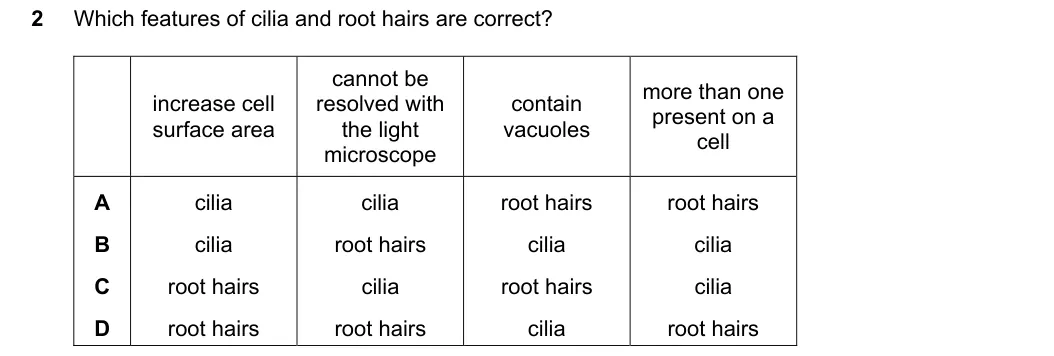 2 Which features of cilia and root hairs are correct?
increase cell surface area | cannot be resolved with the light microscope | contain vacuoles | more than one present on a cell
A cilia cilia root hairs root hairs
B cilia root hairs cilia cilia
C root hairs cilia root hairs cilia
D root hairs root hairs cilia root hairs